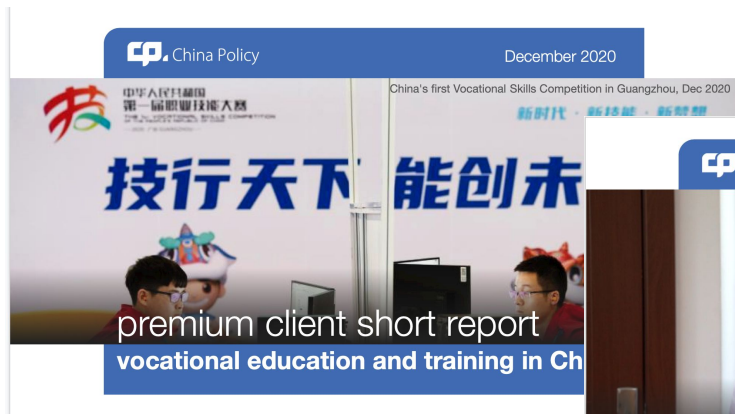 China Policy
December 2020
China's first Vocational Skills Competition in Guangzhou, Dec 2020
中华人民共和国
第一届职业技能大赛
新时代 · 新技能 · 新梦想
技行天下 能创未
premium client short report
vocational education and training in Ch